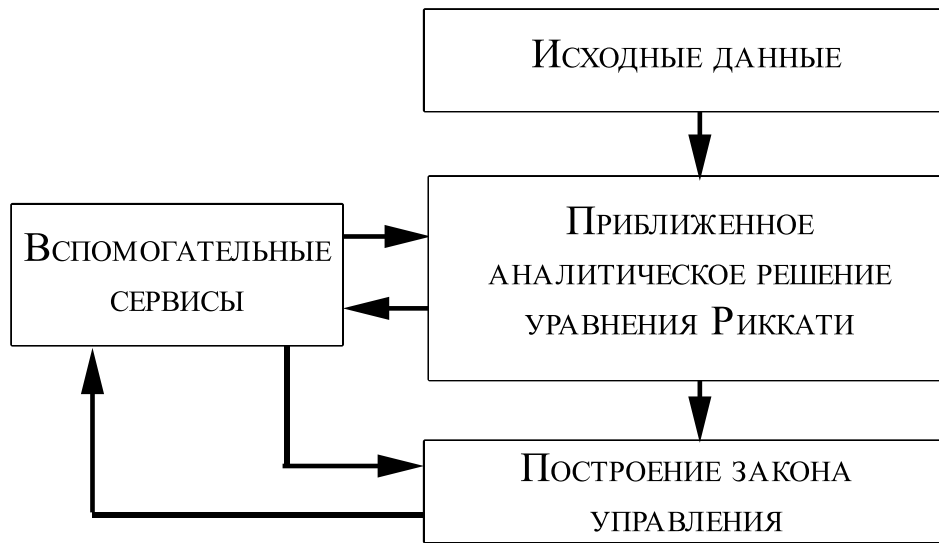 Исходные данные
Приближенное
аналитическое решение
уравнения Риккати
Вспомогательные
сервисы
Построение закона
управления